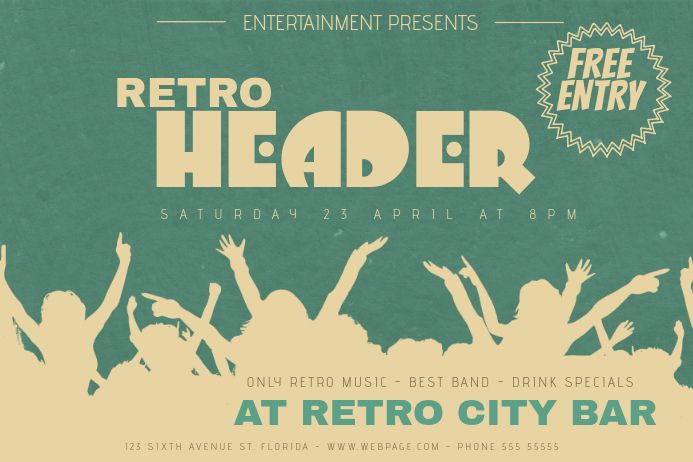 ENTERTAINMENT PRESENTS
FREE
ENTRY
RETRO
HEADER
SATURDAY 23 APRIL AT 8PM
ONLY RETRO MUSIC - BEST BAND - DRINK SPECIALS
AT RETRO CITY BAR
123 SIXTH AVENUE ST. FLORIDA - WWW.WEBPAGE.COM - PHONE 555 55555